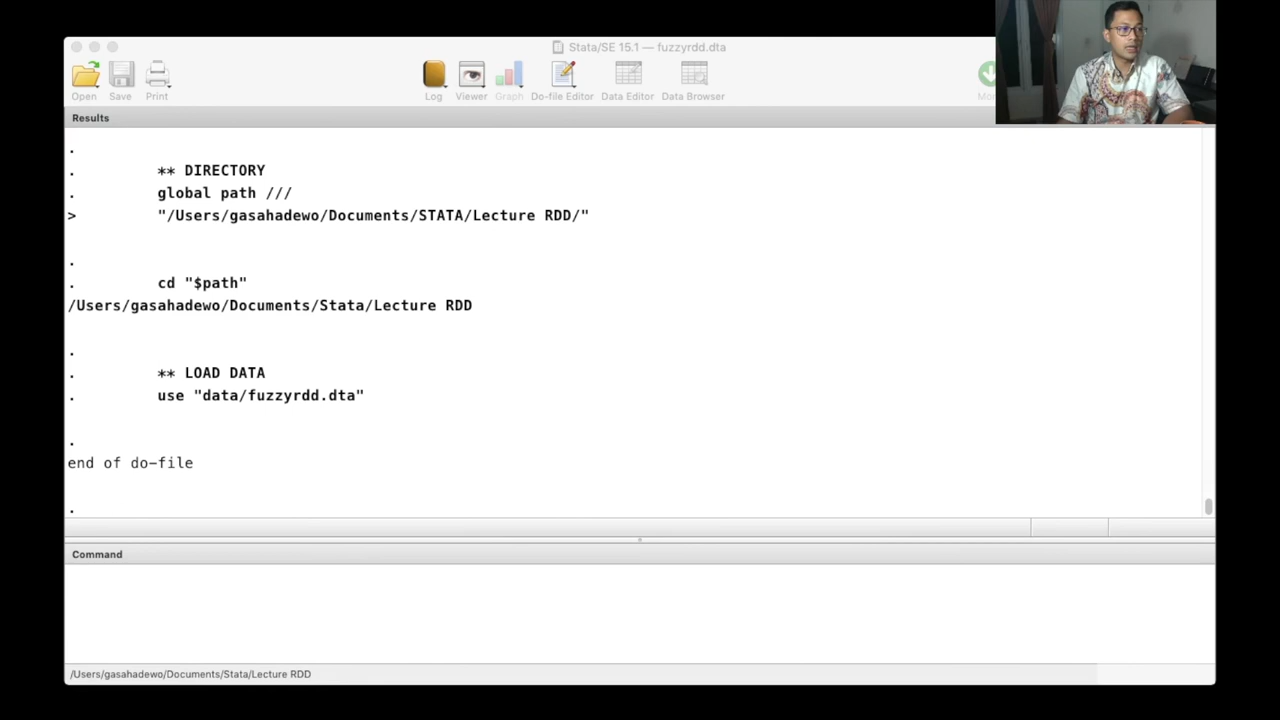 Stata/SE 15.1 — fuzzyrdd.dta
Open Save Print Log Viewer Graph Do-file Editor Data Editor Data Browser
Results
.
. ** DIRECTORY
. global path ///
> "/Users/gasahadewo/Documents/STATA/Lecture RDD/"
.
. cd "$path"
/Users/gasahadewo/Documents/Stata/Lecture RDD
.
. ** LOAD DATA
. use "data/fuzzyrdd.dta"
.
end of do-file
.
Command
/Users/gasahadewo/Documents/Stata/Lecture RDD